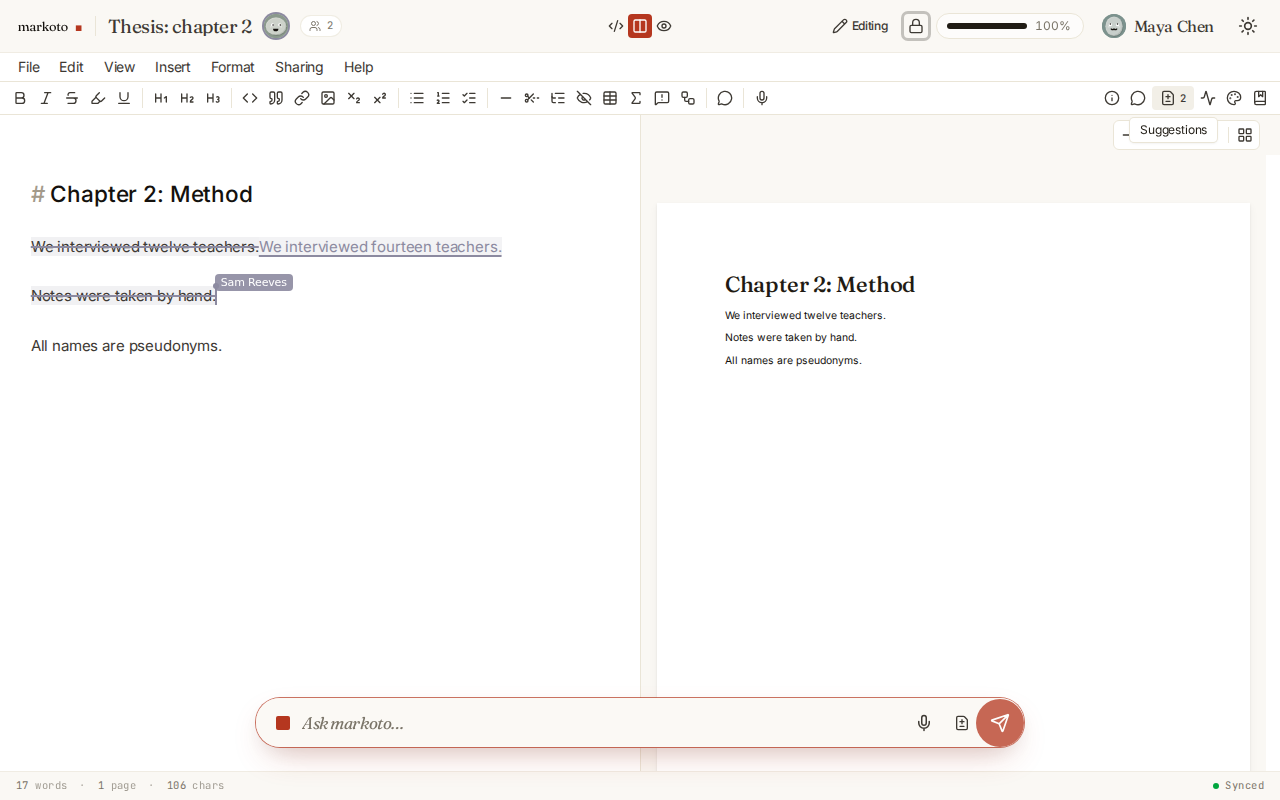 markoto
Thesis: chapter 2
2
Editing
100%
Maya Chen
File Edit View Insert Format Sharing Help
H1 H2 H3
2
Suggestions
# Chapter 2: Method
We interviewed twelve teachers.We interviewed fourteen teachers.
Sam Reeves
Notes were taken by hand.
All names are pseudonyms.
Chapter 2: Method
We interviewed twelve teachers.
Notes were taken by hand.
All names are pseudonyms.
Ask markoto...
17 words · 1 page · 106 chars
Synced